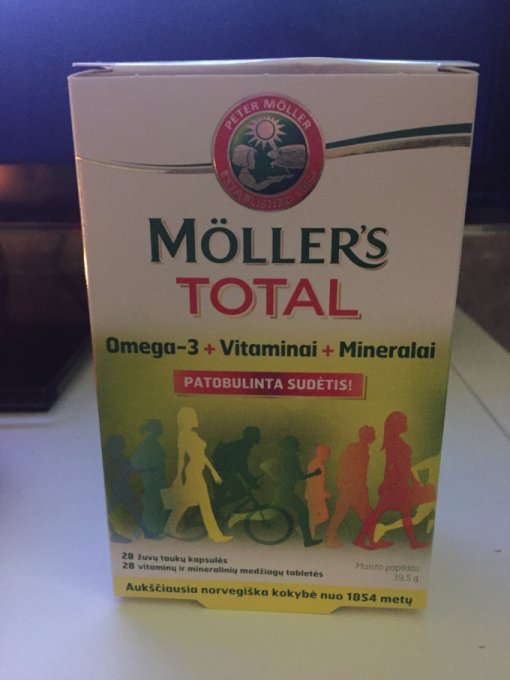 PETER MÖLLER
ESTABLISHED
MÖLLER'S
TOTAL
Omega-3 + Vitaminai + Mineralai
PATOBULINTA SUDĖTIS!
28 žuvų taukų kapsulės
28 vitaminų ir mineralinių medžiagų tabletės
Maisto papildas
39,5 g
Aukščiausia norvegiška kokybė nuo 1854 metų